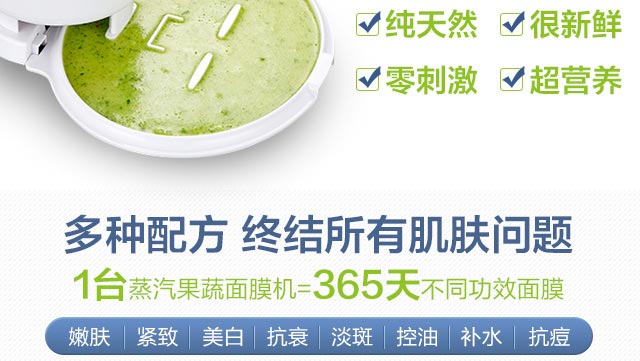 纯天然 很新鲜
零刺激 超营养
多种配方 终结所有肌肤问题
1台蒸汽果蔬面膜机=365天不同功效面膜
嫩肤 | 紧致 | 美白 | 抗衰 | 淡斑 | 控油 | 补水 | 抗痘